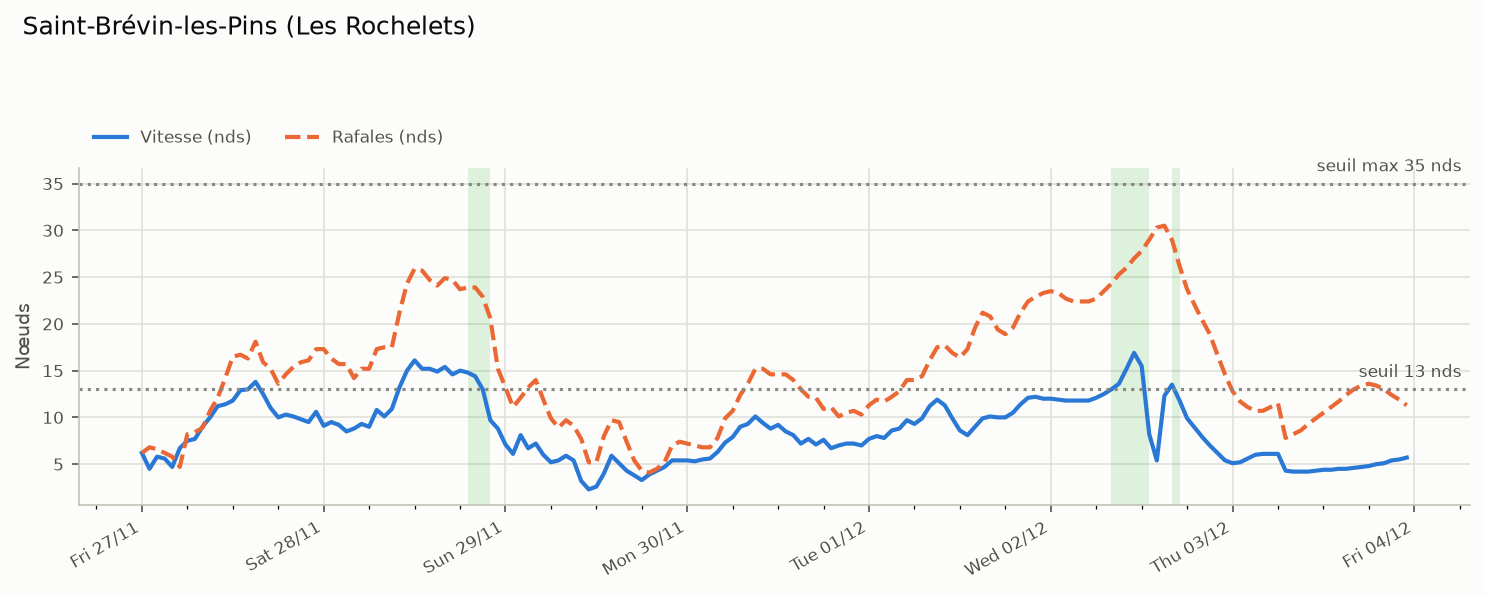 Saint-Brévin-les-Pins (Les Rochelets)
Vitesse (nds)
Rafales (nds)
seuil max 35 nds
35
30
25
20
15
10
5
Nœuds
seuil 13 nds
Fri 27/11
Sat 28/11
Sun 29/11
Mon 30/11
Tue 01/12
Wed 02/12
Thu 03/12
Fri 04/12